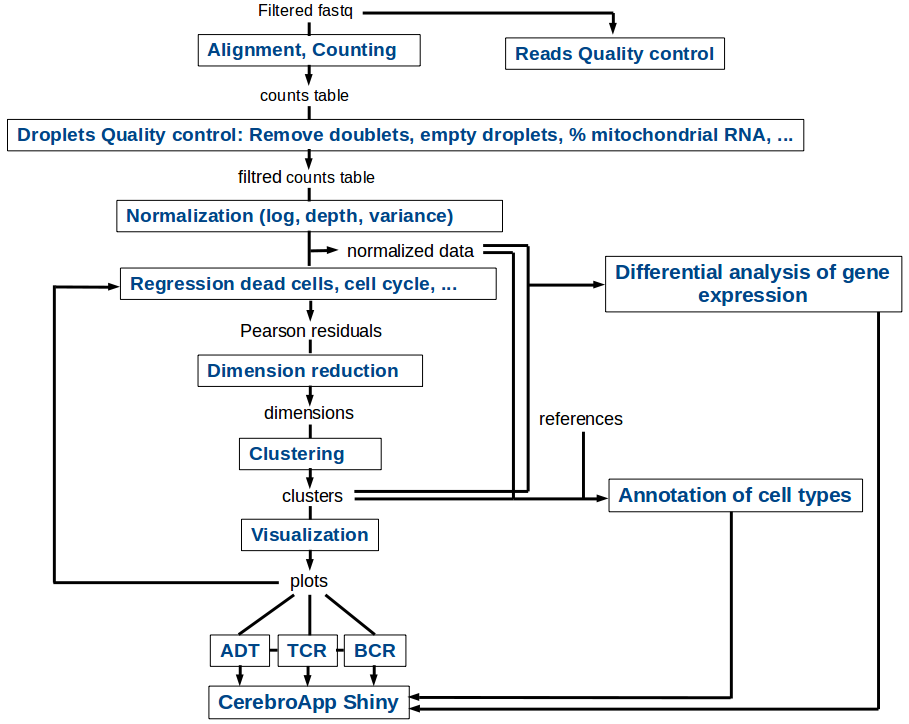 Filtered fastq
Alignment, Counting
Reads Quality control
counts table
Droplets Quality control: Remove doublets, empty droplets, % mitochondrial RNA, ...
filtred counts table
Normalization (log, depth, variance)
normalized data
Regression dead cells, cell cycle, ...
Differential analysis of gene
expression
Pearson residuals
Dimension reduction
dimensions
references
Clustering
clusters
Annotation of cell types
Visualization
plots
ADT
TCR
BCR
CerebroApp Shiny